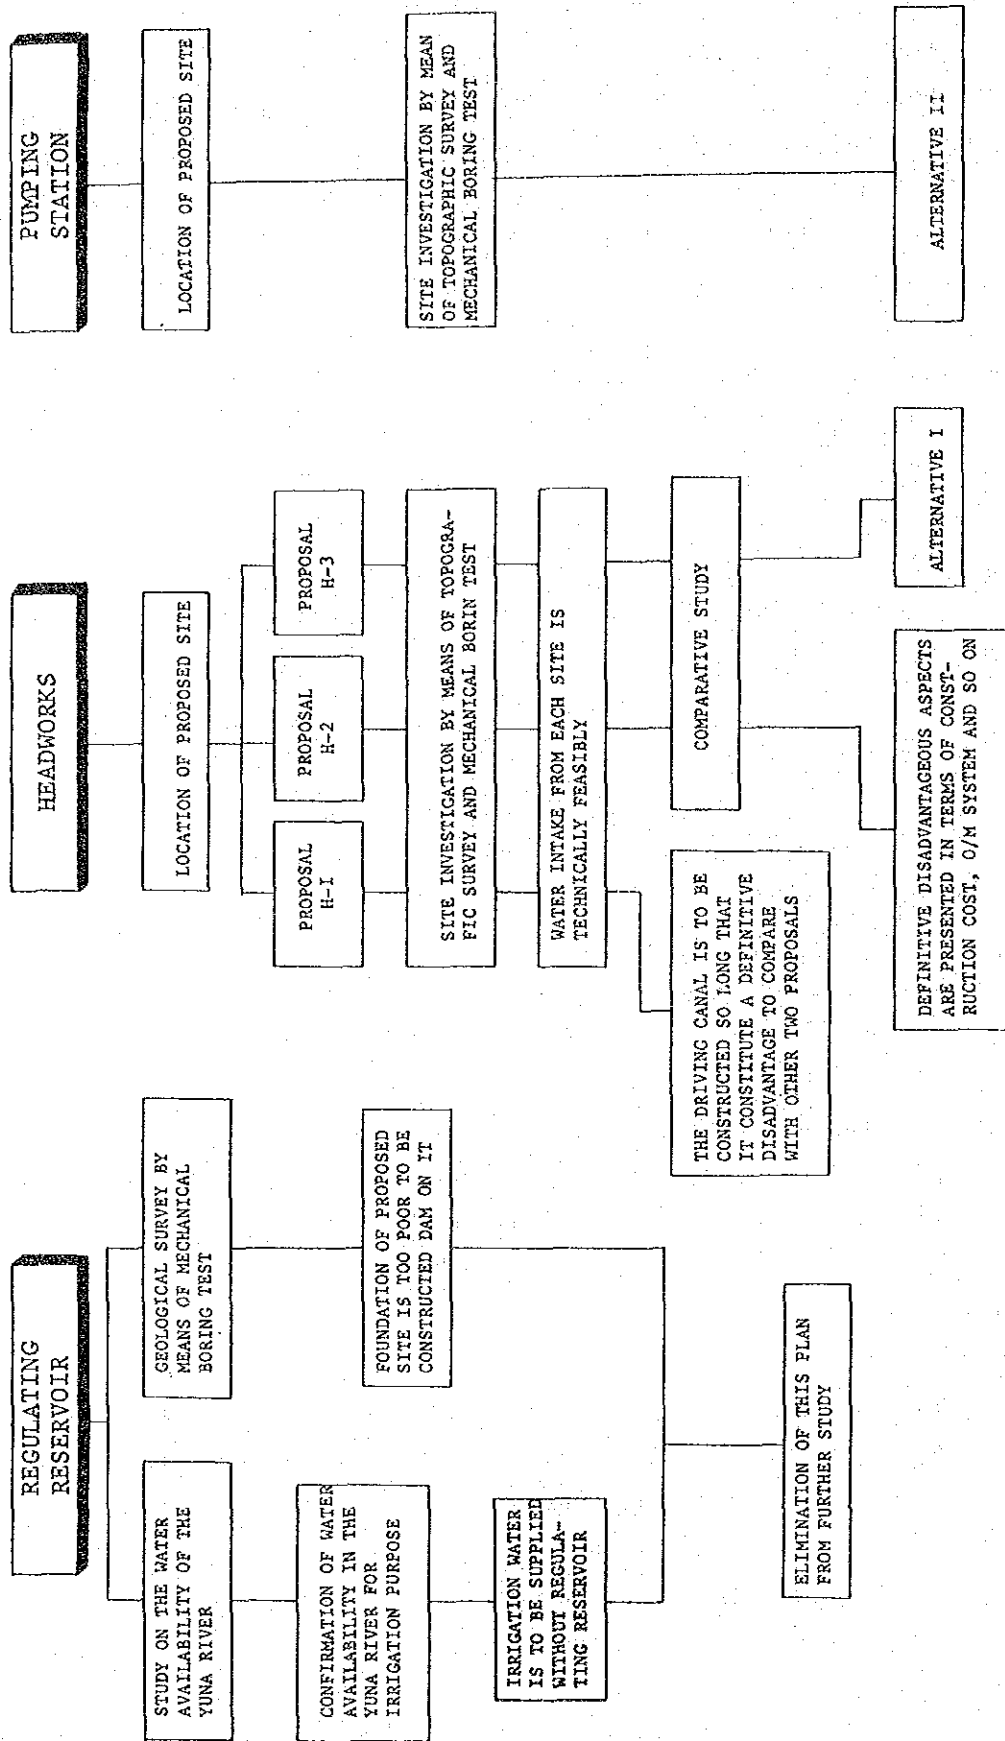 REGULATING
RESERVOIR
STUDY ON THE WATER
AVAILABILITY OF THE
YUNA RIVER
GEOLOGICAL SURVEY BY
MEANS OF MECHANICAL
BORING TEST
CONFIRMATION OF WATER
AVAILABILITY IN THE
YUNA RIVER FOR
IRRIGATION PURPOSE
FOUNDATION OF PROPOSED
SITE IS TOO POOR TO BE
CONSTRUCTED DAM ON IT
IRRIGATION WATER
IS TO BE SUPPLIED
WITHOUT REGULA-
TING RESERVOIR
ELIMINATION OF THIS PLAN
FROM FURTHER STUDY
HEADWORKS
LOCATION OF PROPOSED SITE
PROPOSAL
H-1
PROPOSAL
H-2
PROPOSAL
H-3
SITE INVESTIGATION BY MEANS OF TOPOGRA-
FIC SURVEY AND MECHANICAL BORIN TEST
WATER INTAKE FROM EACH SITE IS
TECHNICALLY FEASIBLY
THE DRIVING CANAL IS TO BE
CONSTRUCTED SO LONG THAT
IT CONSTITUTE A DEFINITIVE
DISADVANTAGE TO COMPARE
WITH OTHER TWO PROPOSALS
COMPARATIVE STUDY
DEFINITIVE DISADVANTAGEOUS ASPECTS
ARE PRESENTED IN TERMS OF CONST-
RUCTION COST, O/M SYSTEM AND SO ON
ALTERNATIVE I
PUMPING
STATION
LOCATION OF PROPOSED SITE
SITE INVESTIGATION BY MEAN
OF TOPOGRAPHIC SURVEY AND
MECHANICAL BORING TEST
ALTERNATIVE II